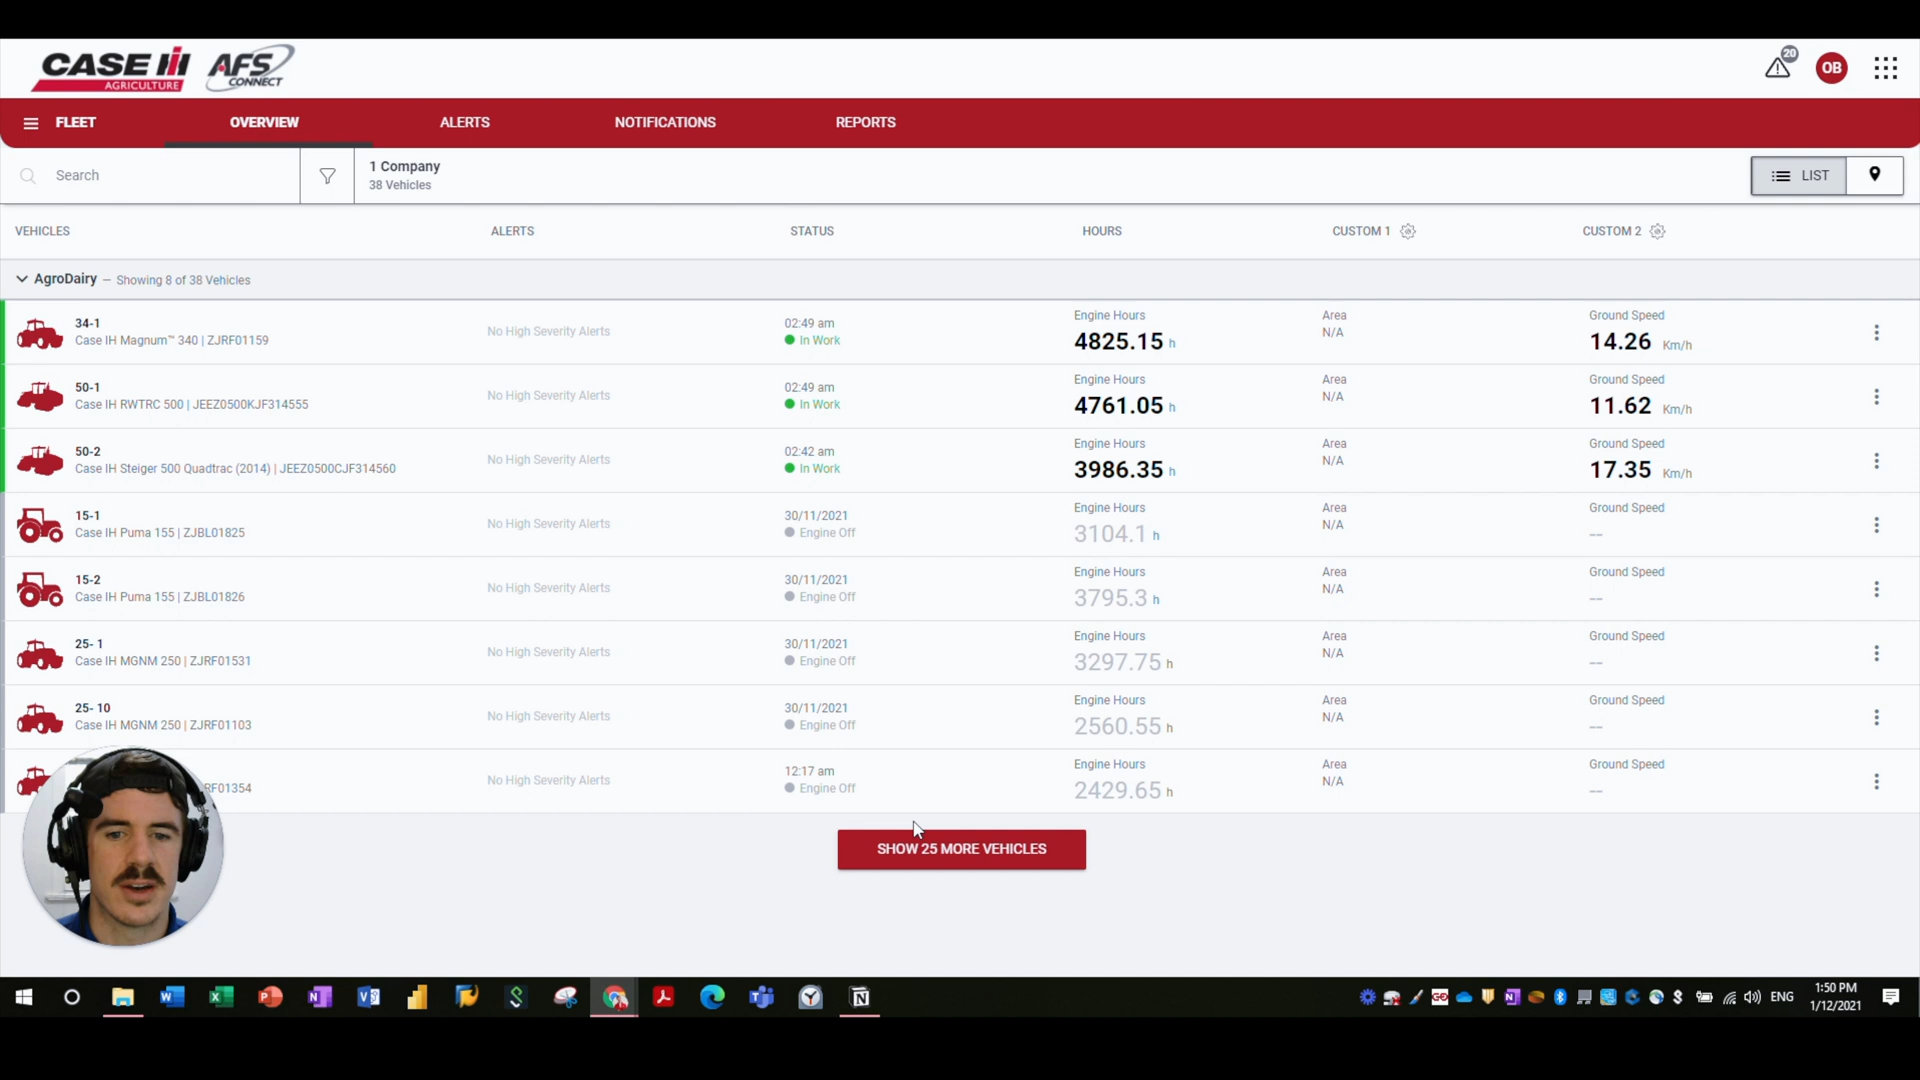 CASE IH
AGRICULTURE
AFS
CONNECT
20
OB
FLEET
OVERVIEW
ALERTS
NOTIFICATIONS
REPORTS
Search
1 Company
38 Vehicles
LIST
VEHICLES
ALERTS
STATUS
HOURS
CUSTOM 1
CUSTOM 2
AgroDairy – Showing 8 of 38 Vehicles
34-1
Case IH Magnum™ 340 | ZJRF01159
No High Severity Alerts
02:49 am
In Work
Engine Hours
4825.15 h
Area
N/A
Ground Speed
14.26 Km/h
50-1
Case IH RWTRC 500 | JEEZ0500KJF314555
No High Severity Alerts
02:49 am
In Work
Engine Hours
4761.05 h
Area
N/A
Ground Speed
11.62 Km/h
50-2
Case IH Steiger 500 Quadtrac (2014) | JEEZ0500CJF314560
No High Severity Alerts
02:42 am
In Work
Engine Hours
3986.35 h
Area
N/A
Ground Speed
17.35 Km/h
15-1
Case IH Puma 155 | ZJBL01825
No High Severity Alerts
30/11/2021
Engine Off
Engine Hours
3104.1 h
Area
N/A
Ground Speed
--
15-2
Case IH Puma 155 | ZJBL01826
No High Severity Alerts
30/11/2021
Engine Off
Engine Hours
3795.3 h
Area
N/A
Ground Speed
--
25- 1
Case IH MGNM 250 | ZJRF01531
No High Severity Alerts
30/11/2021
Engine Off
Engine Hours
3297.75 h
Area
N/A
Ground Speed
--
25- 10
Case IH MGNM 250 | ZJRF01103
No High Severity Alerts
30/11/2021
Engine Off
Engine Hours
2560.55 h
Area
N/A
Ground Speed
--
RF01354
No High Severity Alerts
12:17 am
Engine Off
Engine Hours
2429.65 h
Area
N/A
Ground Speed
--
SHOW 25 MORE VEHICLES
ENG
1:50 PM
1/12/2021